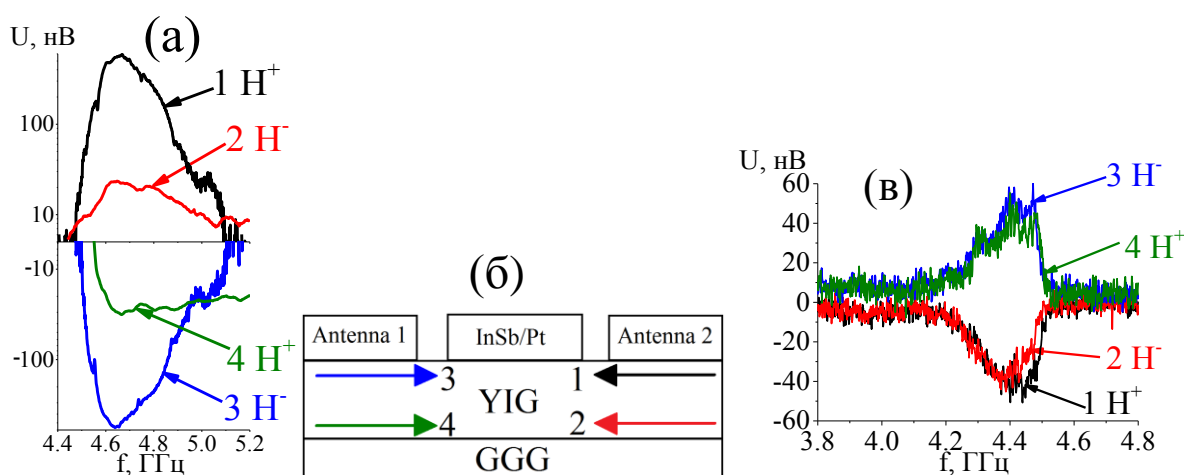 (а)
U, нВ
1 H⁺
100
2 H⁻
10
-10
4 H⁺
-100
3 H⁻
4.4 4.8 5.0 5.2
f, ГГц
(б)
Antenna 1 InSb/Pt Antenna 2
3 1
YIG
4 2
GGG
(в)
U, нВ
60
3 H⁻
40
4 H⁺
20
0
-20
2 H⁻
-40
1 H⁺
-60
3.8 4.0 4.2 4.4 4.6 4.8
f, ГГц